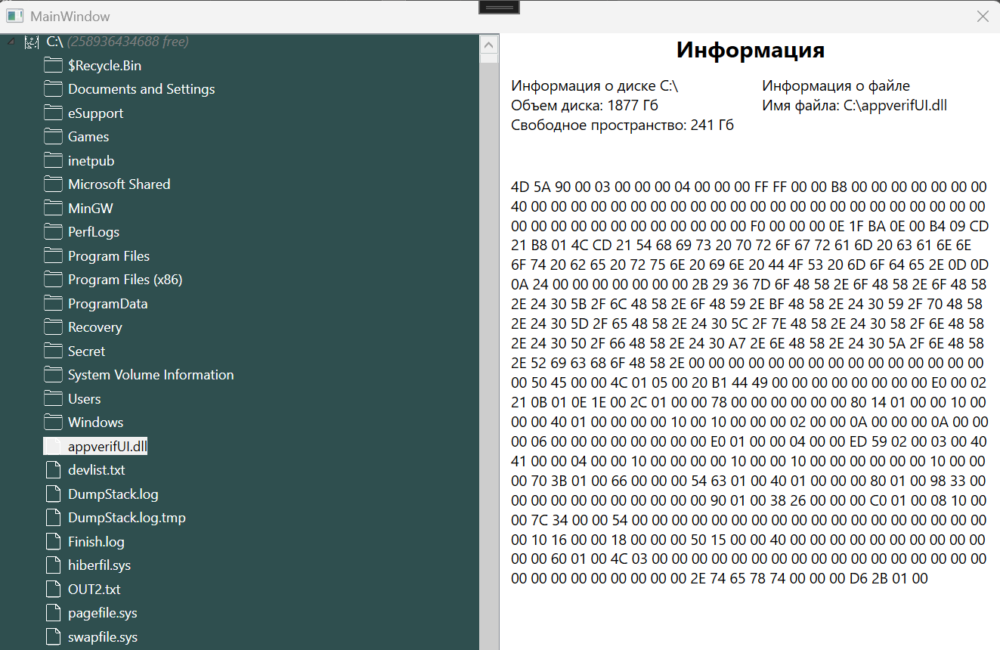 MainWindow
C:\ (258936434688 free)
$Recycle.Bin
Documents and Settings
eSupport
Games
inetpub
Microsoft Shared
MinGW
PerfLogs
Program Files
Program Files (x86)
ProgramData
Recovery
Secret
System Volume Information
Users
Windows
appverifUI.dll
devlist.txt
DumpStack.log
DumpStack.log.tmp
Finish.log
hiberfil.sys
OUT2.txt
pagefile.sys
swapfile.sys
Информация
Информация о диске C:\
Объем диска: 1877 Гб
Свободное пространство: 241 Гб
Информация о файле
Имя файла: C:\appverifUI.dll
4D 5A 90 00 03 00 00 00 04 00 00 00 FF FF 00 00 B8 00 00 00 00 00 00 00
40 00 00 00 00 00 00 00 00 00 00 00 00 00 00 00 00 00 00 00 00 00 00 00
00 00 00 00 00 00 00 00 00 00 00 00 F0 00 00 00 0E 1F BA 0E 00 B4 09 CD
21 B8 01 4C CD 21 54 68 69 73 20 70 72 6F 67 72 61 6D 20 63 61 6E 6E
6F 74 20 62 65 20 72 75 6E 20 69 6E 20 44 4F 53 20 6D 6F 64 65 2E 0D 0D
0A 24 00 00 00 00 00 00 00 2B 29 36 7D 6F 48 58 2E 6F 48 58 2E 6F 48 58
2E 24 30 5B 2F 6C 48 58 2E 6F 48 59 2E BF 48 58 2E 24 30 59 2F 70 48 58
2E 24 30 5D 2F 65 48 58 2E 24 30 5C 2F 7E 48 58 2E 24 30 58 2F 6E 48 58
2E 24 30 50 2F 66 48 58 2E 24 30 A7 2E 6E 48 58 2E 24 30 5A 2F 6E 48 58
2E 52 69 63 68 6F 48 58 2E 00 00 00 00 00 00 00 00 00 00 00 00 00 00 00
00 50 45 00 00 4C 01 05 00 20 B1 44 49 00 00 00 00 00 00 00 00 E0 00 02
21 0B 01 0E 1E 00 2C 01 00 00 78 00 00 00 00 00 00 80 14 01 00 00 10 00
00 00 40 01 00 00 00 00 10 00 10 00 00 00 02 00 00 0A 00 00 00 0A 00 00
00 06 00 00 00 00 00 00 00 00 E0 01 00 00 04 00 00 ED 59 02 00 03 00 40
41 00 00 04 00 00 10 00 00 00 00 10 00 00 10 00 00 00 00 00 00 10 00 00
00 70 3B 01 00 66 00 00 00 54 63 01 00 40 01 00 00 00 80 01 00 98 33 00
00 00 00 00 00 00 00 00 00 00 90 01 00 38 26 00 00 00 C0 01 00 08 10 00
00 7C 34 00 00 54 00 00 00 00 00 00 00 00 00 00 00 00 00 00 00 00 00 00
00 10 16 00 00 18 00 00 00 50 15 00 00 40 00 00 00 00 00 00 00 00 00 00
00 00 60 01 00 4C 03 00 00 00 00 00 00 00 00 00 00 00 00 00 00 00 00 00
00 00 00 00 00 00 00 00 00 2E 74 65 78 74 00 00 00 D6 2B 01 00